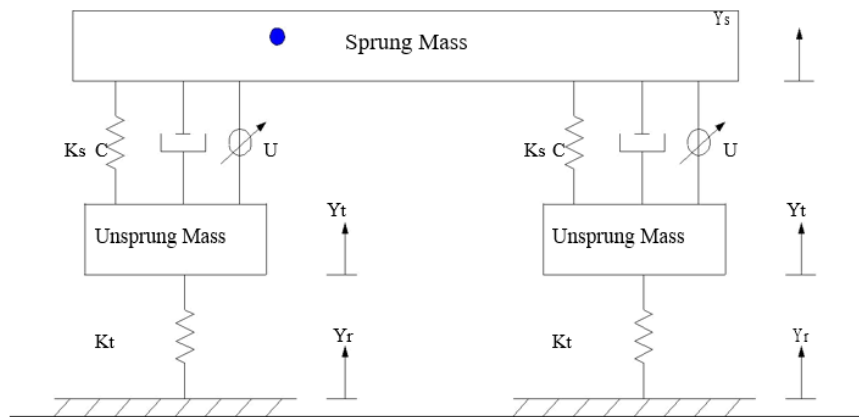 Ys
Sprung Mass
Ks C
U
Ks C
U
Yt
Yt
Unsprung Mass
Unsprung Mass
Kt
Yr
Kt
Yr